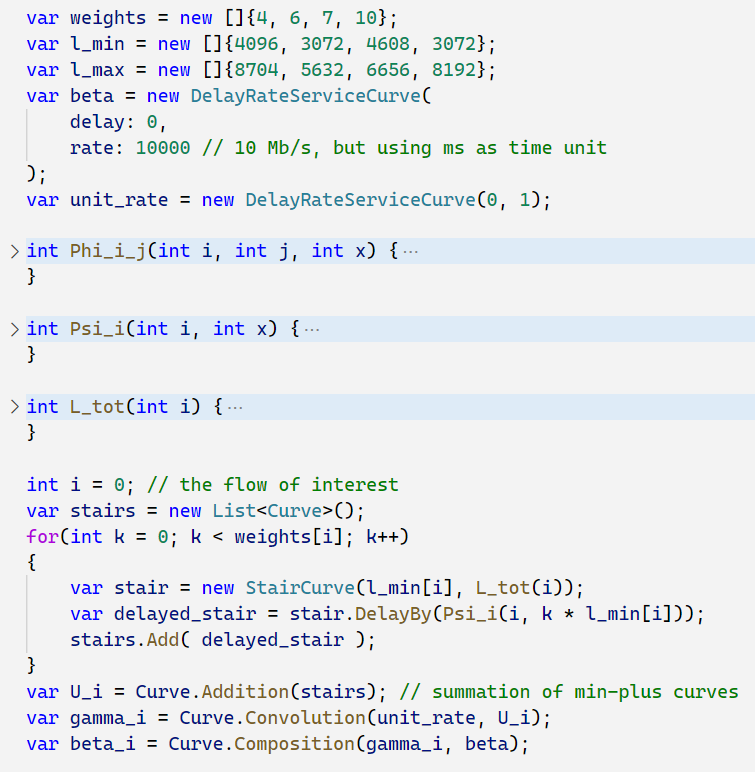 var weights = new []{4, 6, 7, 10};
var l_min = new []{4096, 3072, 4608, 3072};
var l_max = new []{8704, 5632, 6656, 8192};
var beta = new DelayRateServiceCurve(
    delay: 0,
    rate: 10000 // 10 Mb/s, but using ms as time unit
);
var unit_rate = new DelayRateServiceCurve(0, 1);
int Phi_i_j(int i, int j, int x) {···
}
int Psi_i(int i, int x) {···
}
int L_tot(int i) {···
}
int i = 0; // the flow of interest
var stairs = new List<Curve>();
for(int k = 0; k < weights[i]; k++)
{
    var stair = new StairCurve(l_min[i], L_tot(i));
    var delayed_stair = stair.DelayBy(Psi_i(i, k * l_min[i]));
    stairs.Add( delayed_stair );
}
var U_i = Curve.Addition(stairs); // summation of min-plus curves
var gamma_i = Curve.Convolution(unit_rate, U_i);
var beta_i = Curve.Composition(gamma_i, beta);